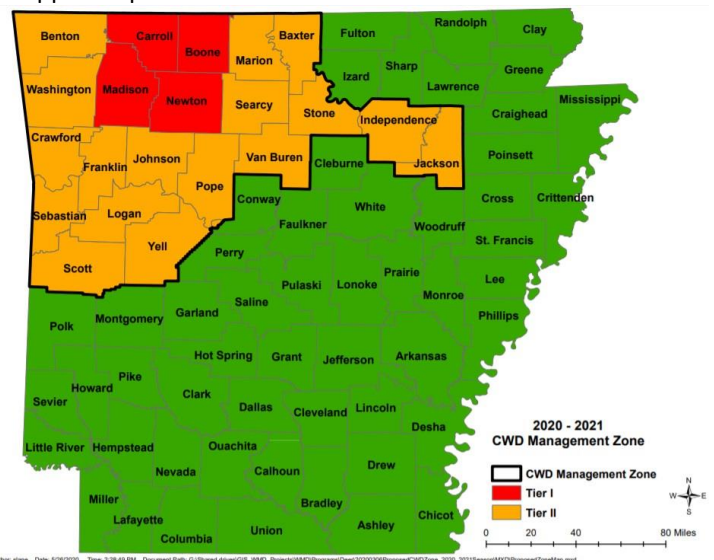 Benton
Carroll
Boone
Baxter
Marion
Fulton
Randolph
Clay
Izard
Sharp
Greene
Lawrence
Washington
Madison
Newton
Searcy
Stone
Independence
Craighead
Mississippi
Crawford
Franklin
Johnson
Van Buren
Cleburne
Jackson
Poinsett
Pope
Conway
White
Cross
Crittenden
Sebastian
Logan
Faulkner
Woodruff
St. Francis
Yell
Perry
Scott
Prairie
Lee
Pulaski
Lonoke
Monroe
Saline
Phillips
Polk
Montgomery
Garland
Hot Spring
Grant
Jefferson
Arkansas
Pike
Howard
Clark
Sevier
Dallas
Cleveland
Lincoln
Desha
Little River
Hempstead
Ouachita
Nevada
Calhoun
Drew
Miller
Bradley
Chicot
Lafayette
Columbia
Union
Ashley
2020 - 2021
CWD Management Zone
CWD Management Zone
Tier I
Tier II
N
W
E
S
0 20 40 80 Miles